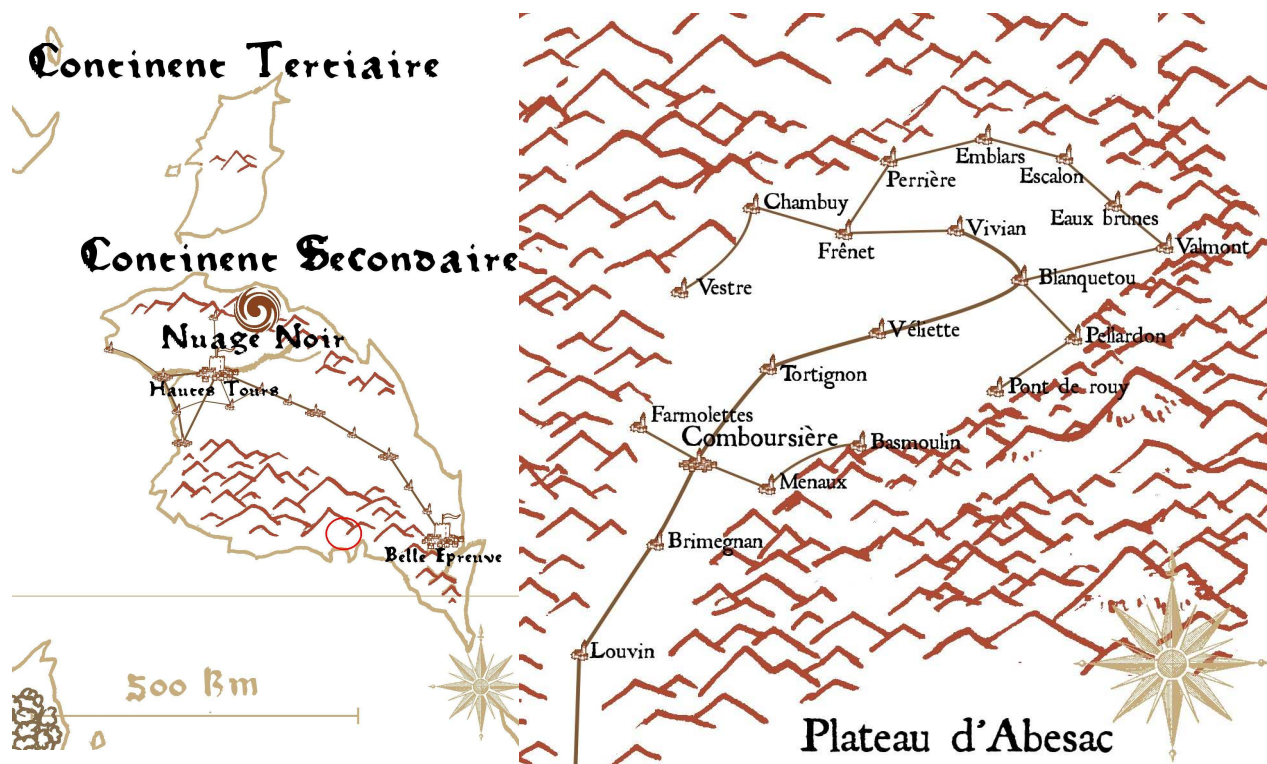 Continent Tertiaire
Continent Secondaire
Nuage Noir
Hautes Tours
Belle Epreuve
500 Km
Emblars
Perrière
Escalon
Chambuy
Eaux brunes
Frênet
Vivian
Valmont
Vestre
Blanquetou
Véliette
Pellardon
Tortignon
Pont de rouy
Farmolettes
Comboursière
Basmoulin
Menaux
Brimegnan
Louvin
Plateau d'Abesac